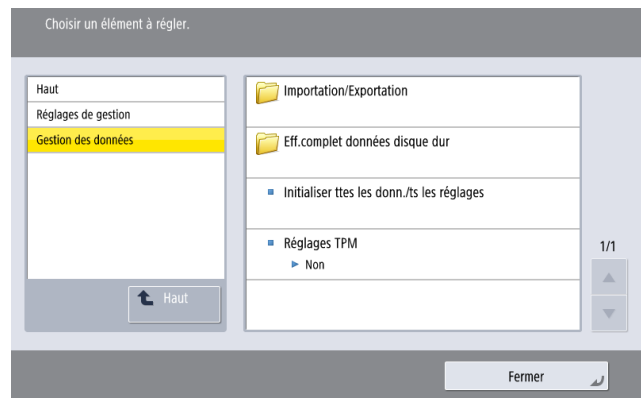 Choisir un élément à régler.
Haut
Réglages de gestion
Gestion des données
Haut
Importation/Exportation
Eff.complet données disque dur
Initialiser ttes les donn./ts les réglages
Réglages TPM
Non
1/1
Fermer